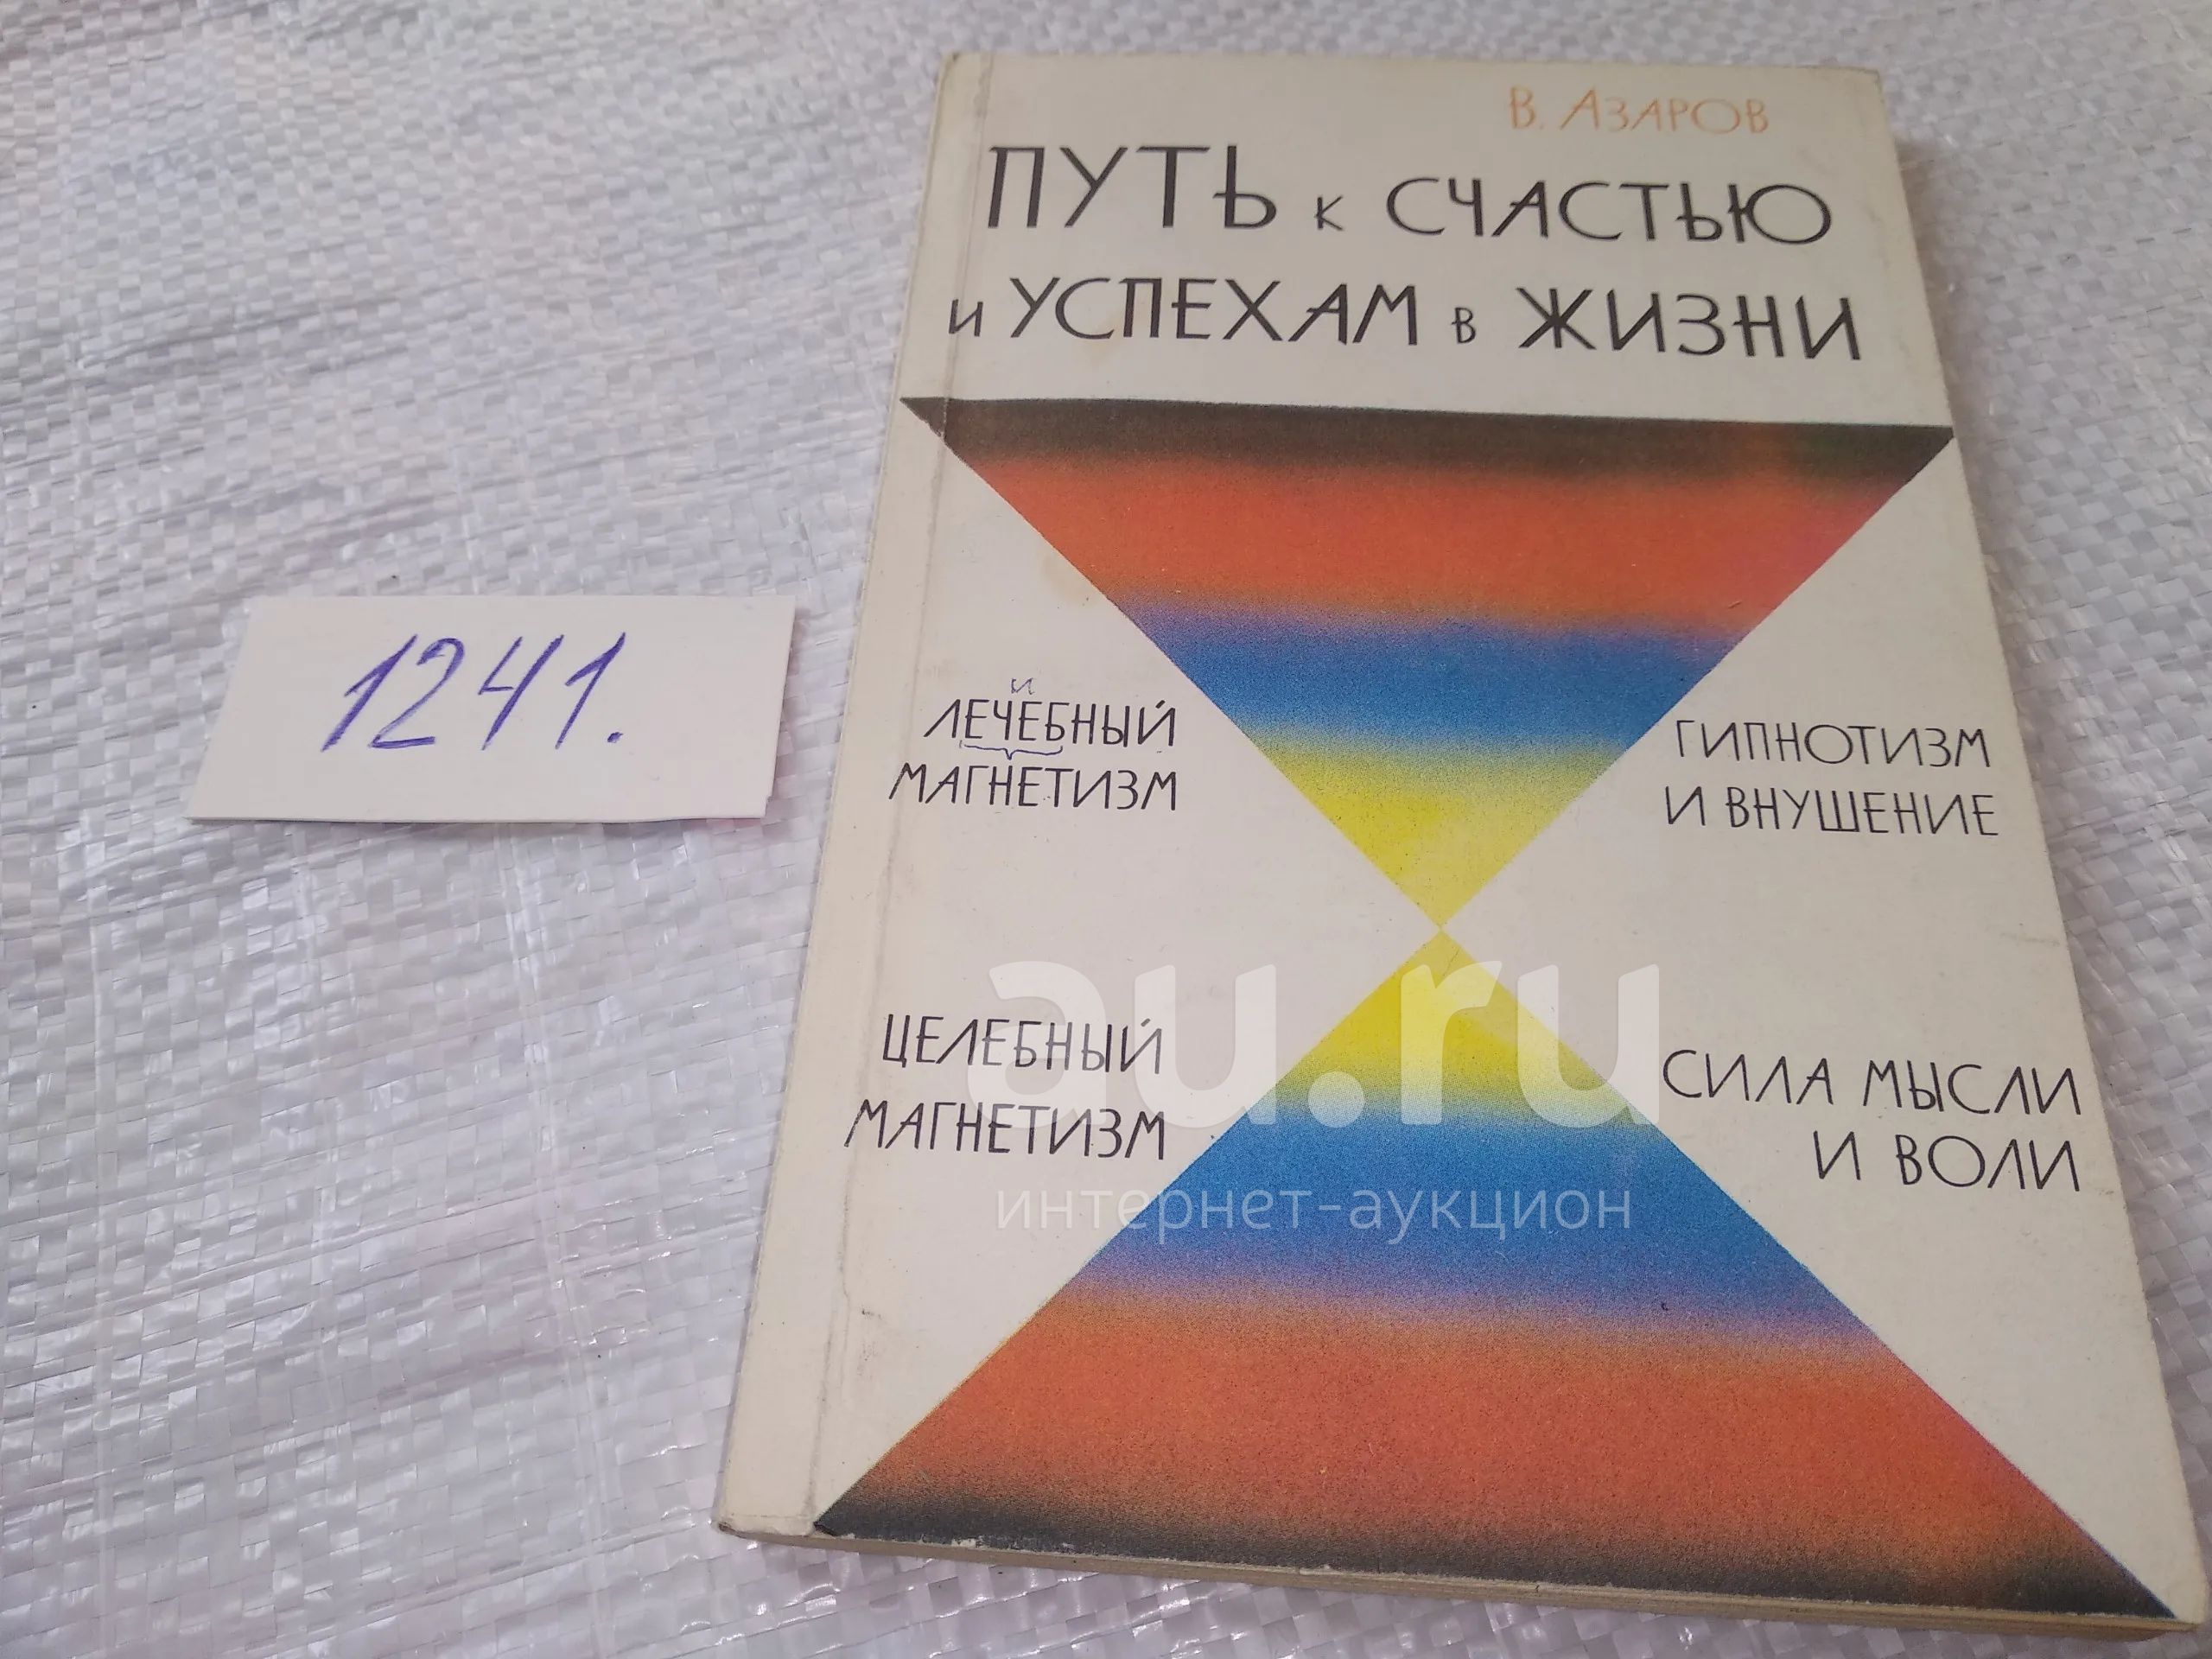 В. АЗАРОВ
ПУТЬ к СЧАСТЬЮ
и УСПЕХАМ в ЖИЗНИ
1241.
и
ЛЕЧЕБНЫЙ
МАГНЕТИЗМ
ГИПНОТИЗМ
И ВНУШЕНИЕ
ЦЕЛЕБНЫЙ
МАГНЕТИЗМ
СИЛА МЫСЛИ
И ВОЛИ
au.ru
интернет-аукцион